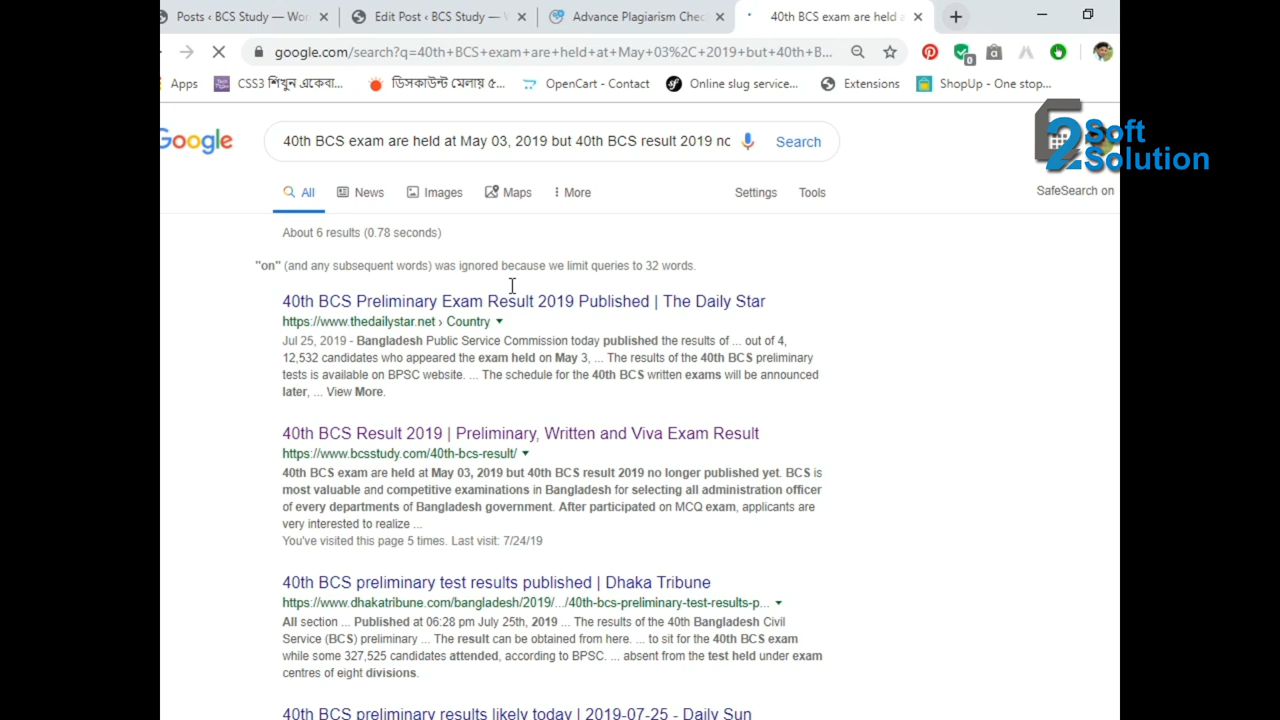 Posts ‹ BCS Study — Wor
Edit Post ‹ BCS Study — W
Advance Plagiarism Chec
40th BCS exam are held a
google.com/search?q=40th+BCS+exam+are+held+at+May+03%2C+2019+but+40th+B...
0
Apps
CSS3 শিখুন একেবা...
ডিসকাউন্ট মেলায় ৫...
OpenCart - Contact
Online slug service...
Extensions
ShopUp - One stop...
2 Soft
Solution
Google
40th BCS exam are held at May 03, 2019 but 40th BCS result 2019 no
Search
All
News
Images
Maps
More
Settings
Tools
SafeSearch on
About 6 results (0.78 seconds)
"on" (and any subsequent words) was ignored because we limit queries to 32 words.
40th BCS Preliminary Exam Result 2019 Published | The Daily Star
https://www.thedailystar.net › Country
Jul 25, 2019 - Bangladesh Public Service Commission today published the results of ... out of 4,
12,532 candidates who appeared the exam held on May 3, ... The results of the 40th BCS preliminary
tests is available on BPSC website. ... The schedule for the 40th BCS written exams will be announced
later, ... View More.
40th BCS Result 2019 | Preliminary, Written and Viva Exam Result
https://www.bcsstudy.com/40th-bcs-result/
40th BCS exam are held at May 03, 2019 but 40th BCS result 2019 no longer published yet. BCS is
most valuable and competitive examinations in Bangladesh for selecting all administration officer
of every departments of Bangladesh government. After participated on MCQ exam, applicants are
very interested to realize ...
You've visited this page 5 times. Last visit: 7/24/19
40th BCS preliminary test results published | Dhaka Tribune
https://www.dhakatribune.com/bangladesh/2019/.../40th-bcs-preliminary-test-results-p...
All section ... Published at 06:28 pm July 25th, 2019 ... The results of the 40th Bangladesh Civil
Service (BCS) preliminary ... The result can be obtained from here. ... to sit for the 40th BCS exam
while some 327,525 candidates attended, according to BPSC. ... absent from the test held under exam
centres of eight divisions.
40th BCS preliminary results likely today | 2019-07-25 - Daily Sun